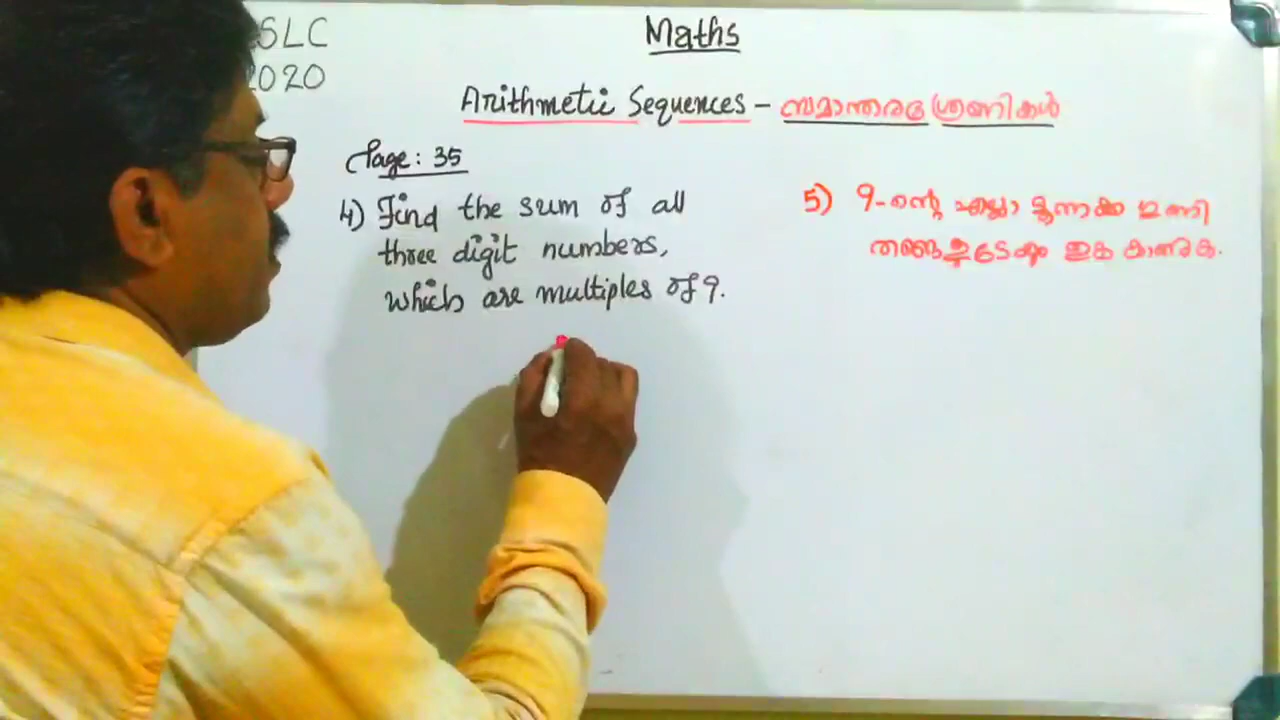 SLC
2020
Maths
Arithmetic Sequences - സമാന്തരശ്രേണികൾ
Page: 35
4) Find the sum of all
three digit numbers,
which are multiples of 9.
5) 9-ന്റെ എല്ലാ മൂന്നക്ക ഗുണി
തങ്ങളുടേയും തുക കാണുക.